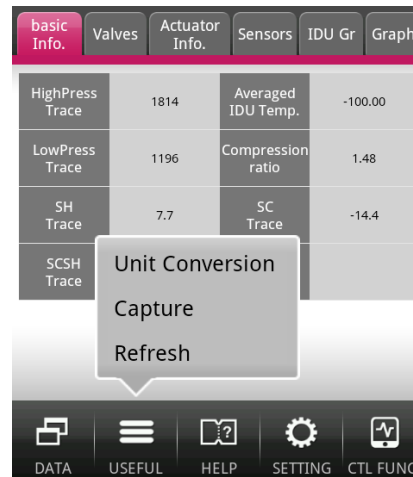 basic Info.
Valves
Actuator Info.
Sensors
IDU Gr
Graph
HighPress Trace
1814
Averaged IDU Temp.
-100.00
LowPress Trace
1196
Compression ratio
1.48
SH Trace
7.7
SC Trace
-14.4
SCSH Trace
Unit Conversion
Capture
Refresh
DATA
USEFUL
HELP
SETTING
CTL FUNC